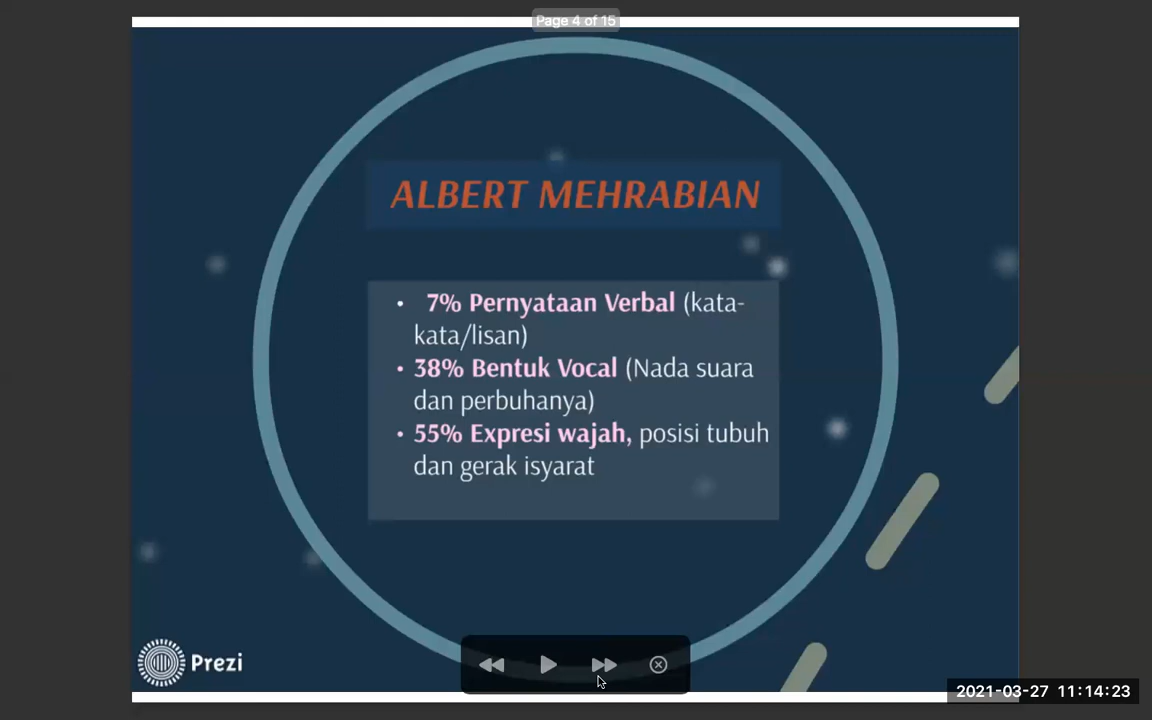 Page 4 of 15
ALBERT MEHRABIAN
• 7% Pernyataan Verbal (kata-
kata/lisan)
• 38% Bentuk Vocal (Nada suara
dan perbuhanya)
• 55% Expresi wajah, posisi tubuh
dan gerak isyarat
Prezi
2021-03-27 11:14:23